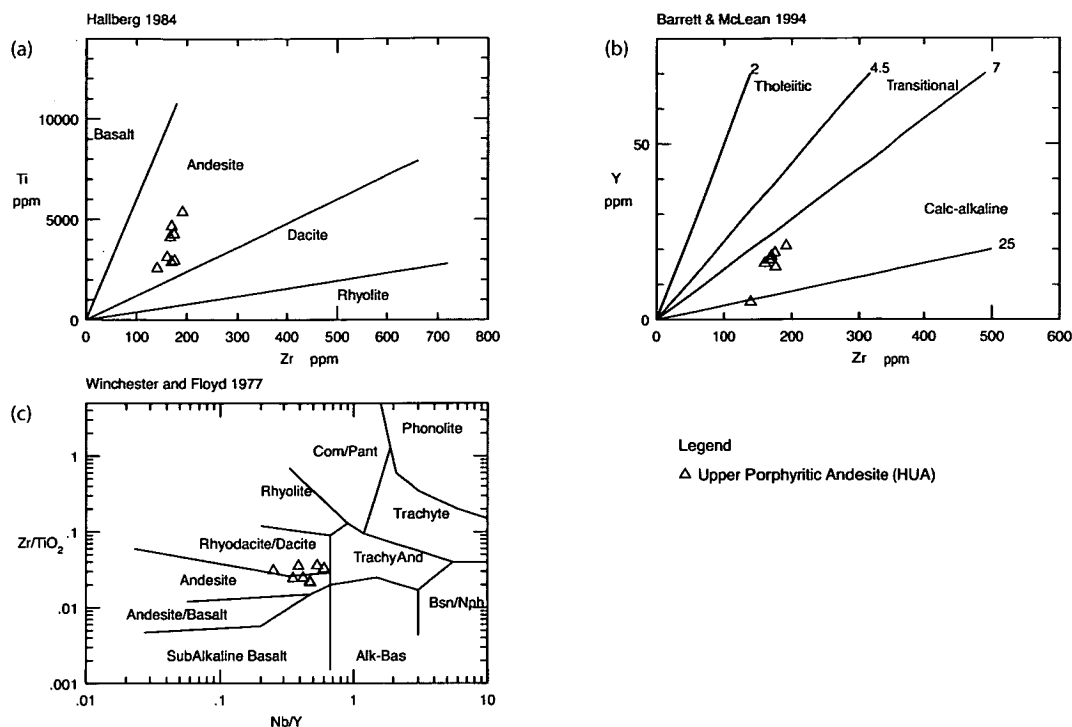 Hallberg 1984
(a)
10000
5000
0
Ti
ppm
Basalt
Andesite
Dacite
Rhyolite
0 100 200 300 400 500 600 700 800
Zr ppm
Barrett & McLean 1994
(b)
50
0
Y
ppm
2
4.5
7
Tholeiitic
Transitional
Calc-alkaline
25
0 100 200 300 400 500 600
Zr ppm
Winchester and Floyd 1977
(c)
1
.1
.01
.001
Zr/TiO2
Phonolite
Com/Pant
Rhyolite
Trachyte
Rhyodacite/Dacite
TrachyAnd
Andesite
Bsn/Nph
Andesite/Basalt
SubAlkaline Basalt
Alk-Bas
.01 .1 1 10
Nb/Y
Legend
Upper Porphyritic Andesite (HUA)